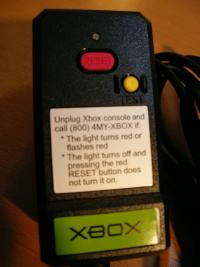 RESET
TEST
Unplug Xbox console and
call (800) 4MY-XBOX if:
* The light turns red or
flashes red
* The light turns off and
pressing the red
RESET button does
not turn it on.
XBOX